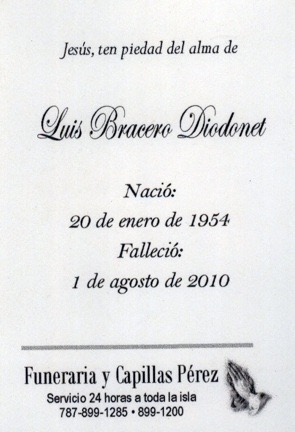 Jesús, ten piedad del alma de
Luis Bracero Diodonet
Nació:
20 de enero de 1954
Falleció:
1 de agosto de 2010
Funeraria y Capillas Pérez
Servicio 24 horas a toda la isla
787-899-1285 • 899-1200